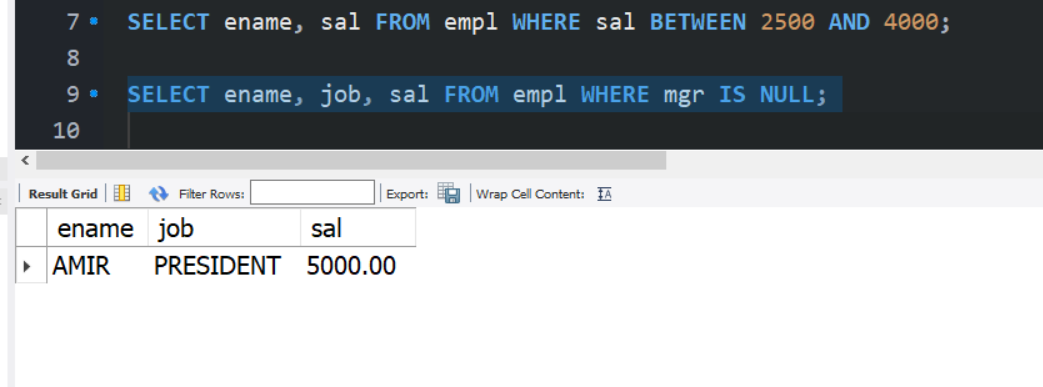 7 SELECT ename, sal FROM empl WHERE sal BETWEEN 2500 AND 4000;
8
9 SELECT ename, job, sal FROM empl WHERE mgr IS NULL;
10
Result Grid Filter Rows: Export: Wrap Cell Content:
ename job sal
AMIR PRESIDENT 5000.00